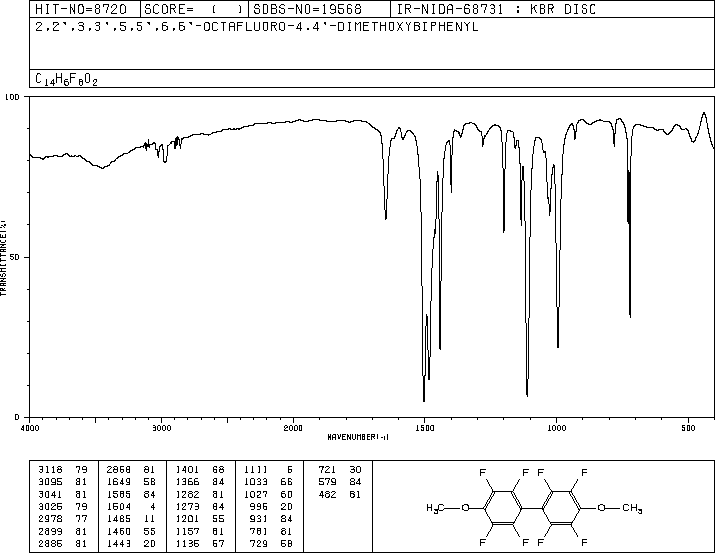 HIT-NO=8720 SCORE= ( ) SDBS-NO=19568 IR-NIDA-68731 : KBR DISC
2,2',3,3',5,5',6,6'-OCTAFLUORO-4,4'-DIMETHOXYBIPHENYL
C14H6F8O2
100
50
0
TRANSMITTANCE(%)
4000 3000 2000 1500 1000 500
WAVENUMBER(-1)
3118 79 2868 81 1401 68 1111 6 721 30
3095 81 1649 58 1366 84 1033 66 579 84
3041 81 1585 84 1282 81 1027 60 482 81
3025 79 1504 4 1273 84 996 20
2978 77 1485 11 1201 55 931 84
2899 81 1460 55 1157 81 781 81
2885 81 1443 20 1136 57 729 58
F F F F
H3C O O CH3
F F F F